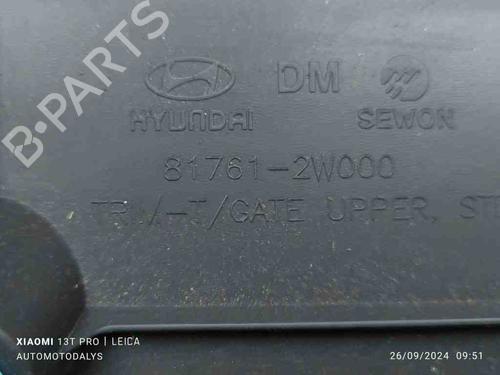 B-PARTS
DM
HYUNDAI
SEWON
81761-2W000
TRIM-T/GATE UPPER,
XIAOMI 13T PRO | LEICA
26/09/2024 09:51
AUTOMOTODALYS